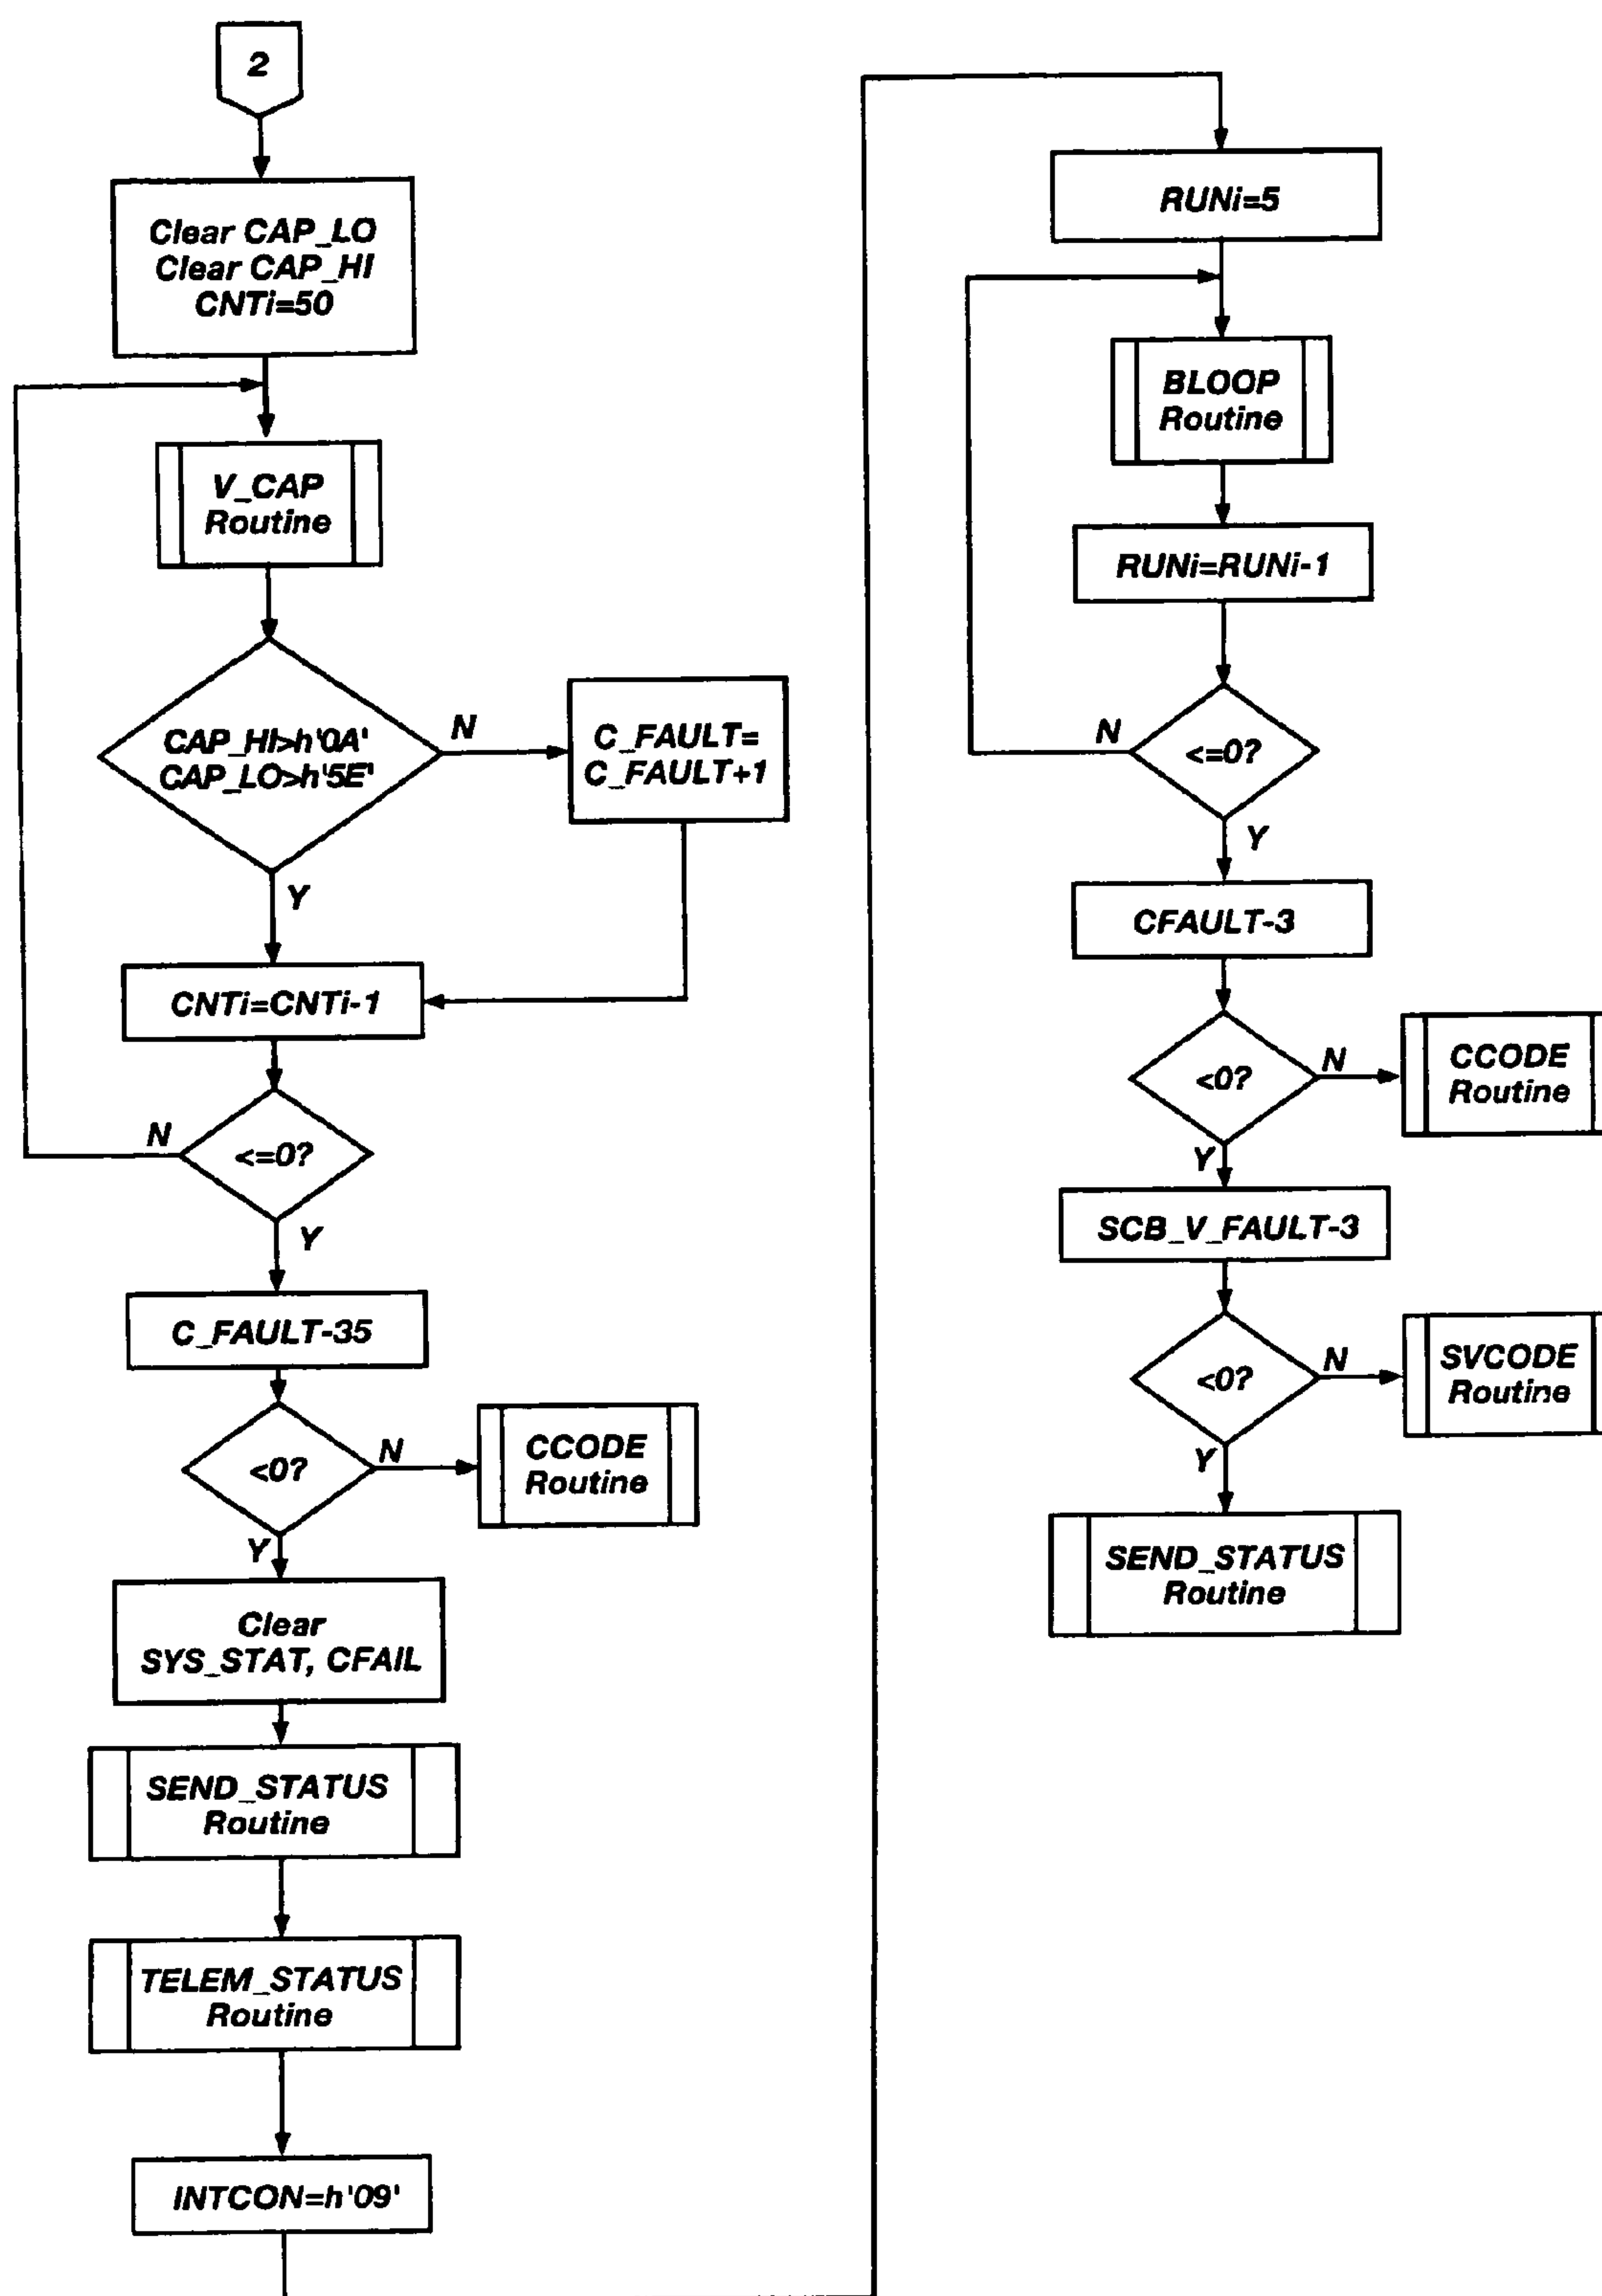 2
Clear CAP_LO
Clear CAP_HI
CNTi=50
V_CAP
Routine
CAP_HI>h'0A'
CAP_LO>h'5E'
N
C_FAULT=
C_FAULT+1
Y
CNTi=CNTi-1
<=0?
N
Y
C_FAULT-35
<0?
N
CCODE
Routine
Y
Clear
SYS_STAT, CFAIL
SEND_STATUS
Routine
TELEM_STATUS
Routine
INTCON=h'09'
RUNi=5
BLOOP
Routine
RUNi=RUNi-1
<=0?
N
Y
CFAULT-3
<0?
N
CCODE
Routine
Y
SCB_V_FAULT-3
<0?
N
SVCODE
Routine
Y
SEND_STATUS
Routine